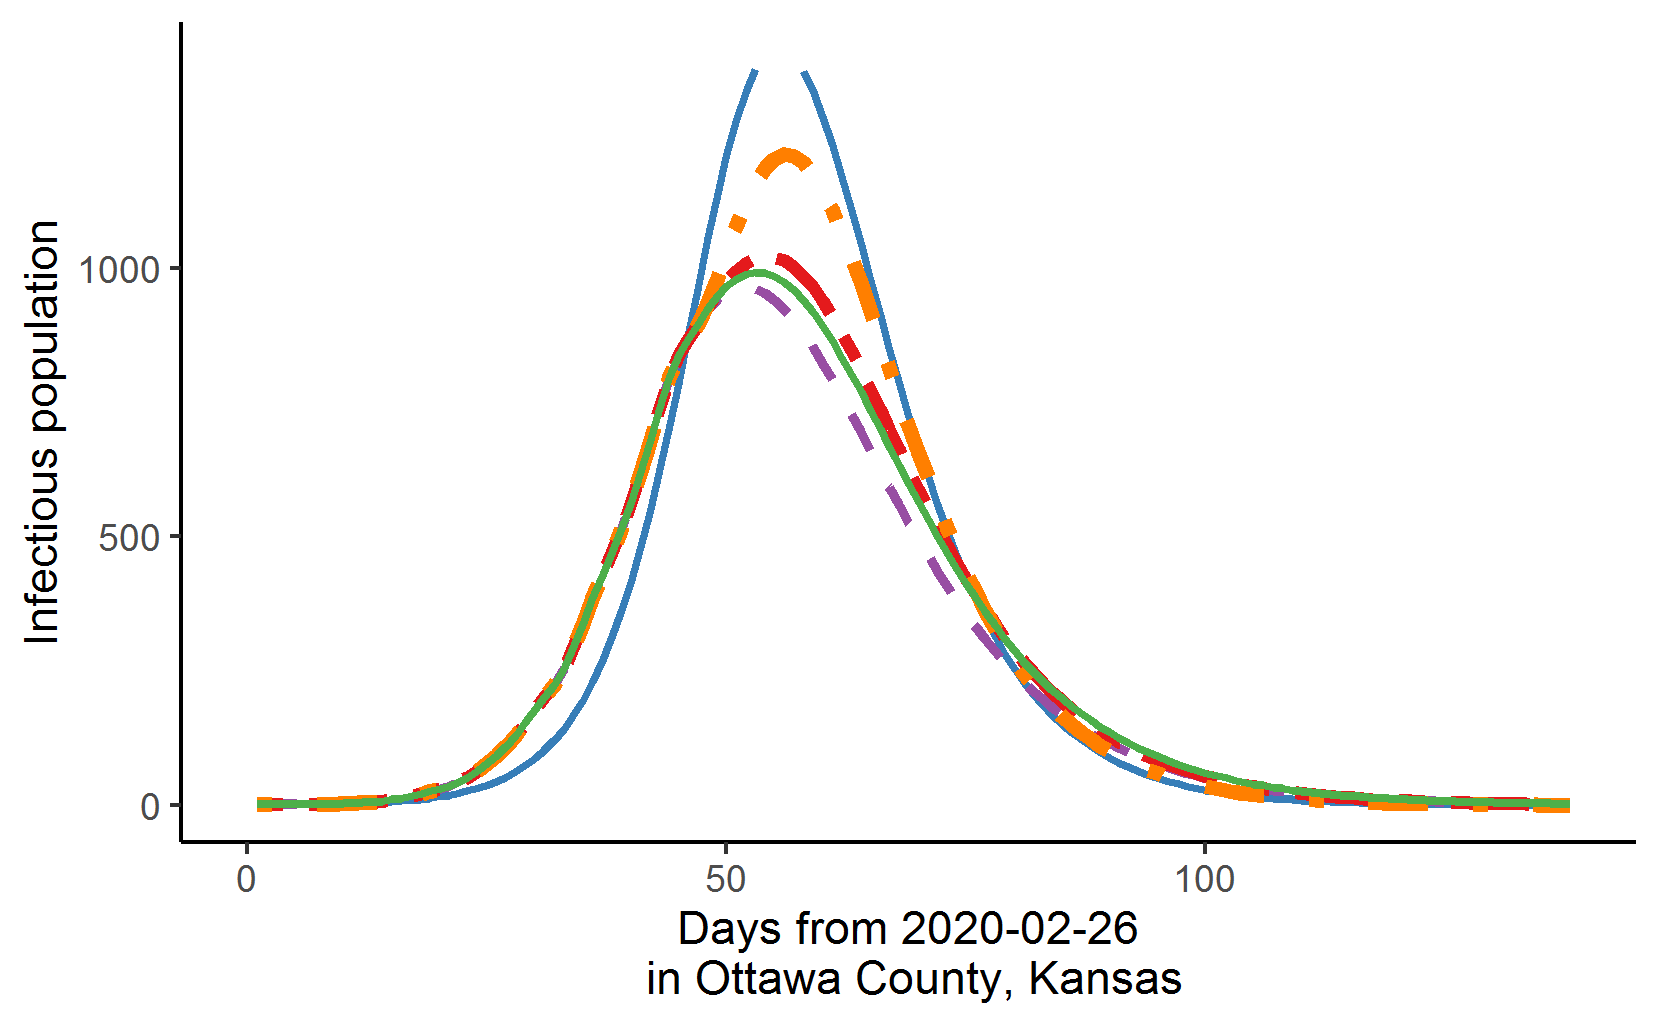 Infectious population
1000
500
0
0 50 100
Days from 2020-02-26
in Ottawa County, Kansas